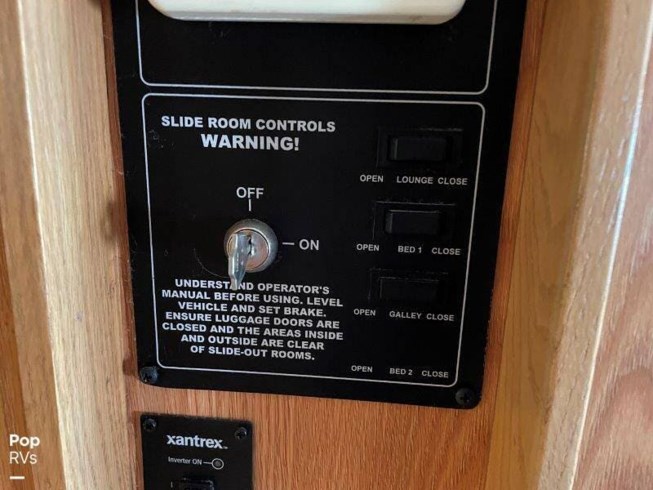 SLIDE ROOM CONTROLS
WARNING!
OFF
ON
UNDERSTAND OPERATOR'S
MANUAL BEFORE USING. LEVEL
VEHICLE AND SET BRAKE.
ENSURE LUGGAGE DOORS ARE
CLOSED AND THE AREAS INSIDE
AND OUTSIDE ARE CLEAR
OF SLIDE-OUT ROOMS.
OPEN LOUNGE CLOSE
OPEN BED 1 CLOSE
OPEN GALLEY CLOSE
OPEN BED 2 CLOSE
xantrex™
Inverter ON
1
Pop
RVs